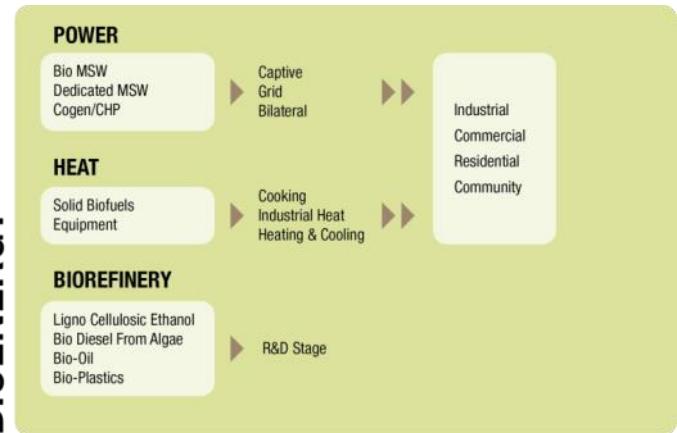 POWER
Bio MSW
Dedicated MSW
Cogen/CHP
Captive
Grid
Bilateral
Industrial
Commercial
Residential
Community
HEAT
Solid Biofuels
Equipment
Cooking
Industrial Heat
Heating & Cooling
BIOREFINERY
Ligno Cellulosic Ethanol
Bio Diesel From Algae
Bio-Oil
Bio-Plastics
R&D Stage